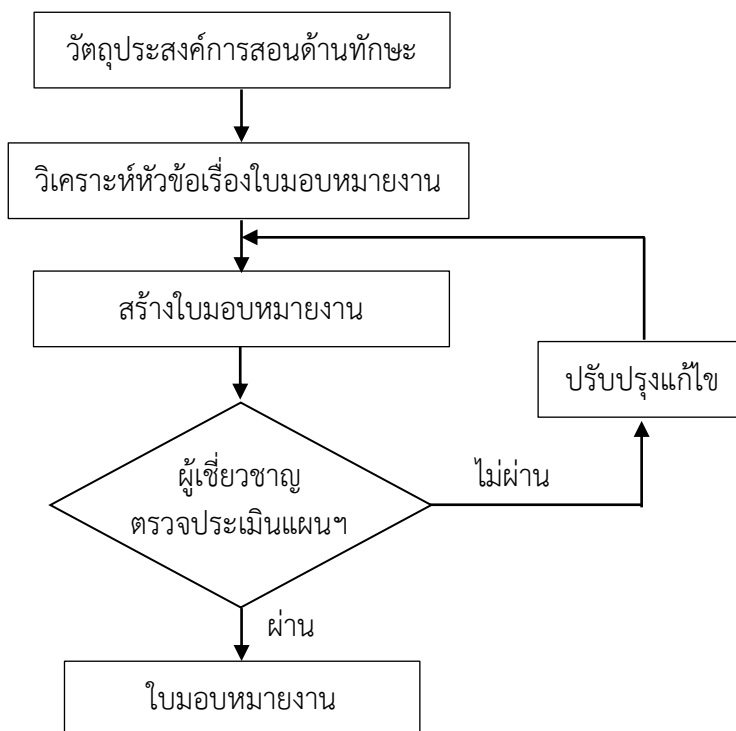 วัตถุประสงค์การสอนด้านทักษะ
วิเคราะห์หัวข้อเรื่องใบมอบหมายงาน
สร้างใบมอบหมายงาน
ปรับปรุงแก้ไข
ผู้เชี่ยวชาญ
ตรวจประเมินแผนฯ
ไม่ผ่าน
ผ่าน
ใบมอบหมายงาน